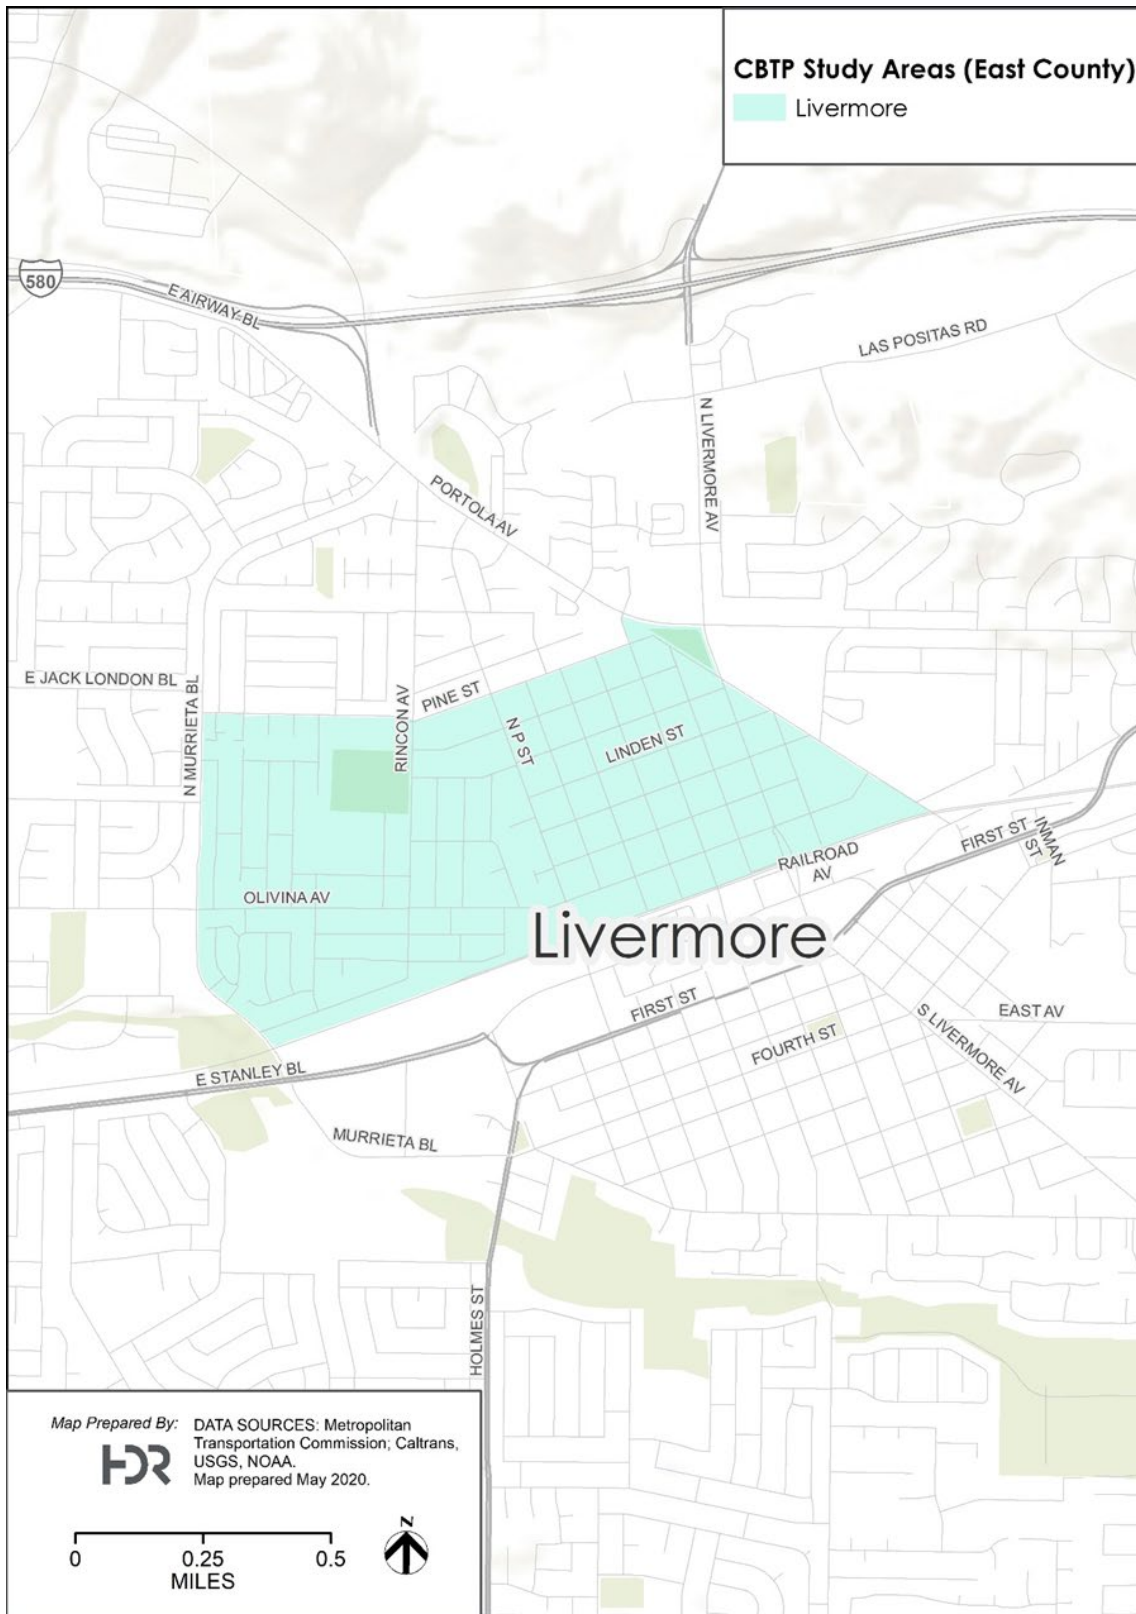 CBTP Study Areas (East County)
Livermore
580
E AIRWAY BL
LAS POSITAS RD
N LIVERMORE AV
PORTOLA AV
E JACK LONDON BL
N MURRIETA BL
RINCON AV
PINE ST
N P ST
LINDEN ST
OLIVINA AV
RAILROAD
AV
FIRST ST
INMAN
ST
Livermore
FIRST ST
FOURTH ST
S LIVERMORE AV
EAST AV
E STANLEY BL
MURRIETA BL
HOLMES ST
Map Prepared By:
HDR
DATA SOURCES: Metropolitan
Transportation Commission; Caltrans,
USGS, NOAA.
Map prepared May 2020.
N
0 0.25 0.5
MILES